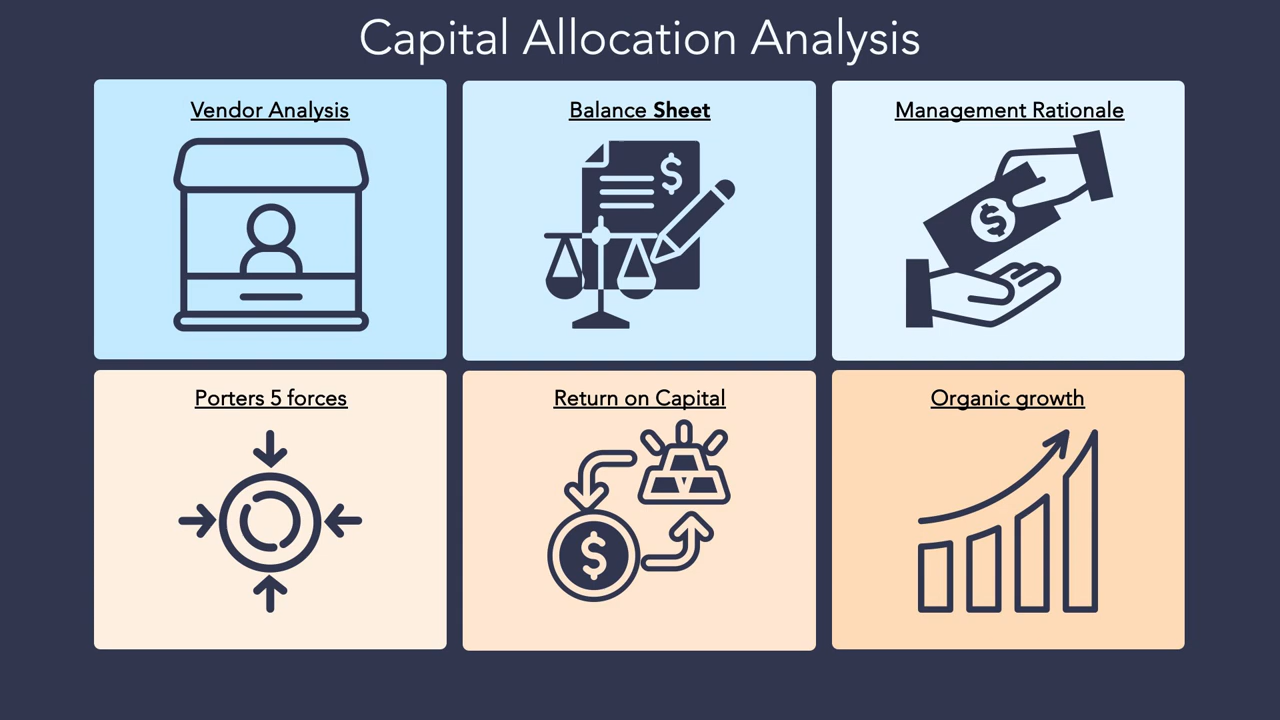 Capital Allocation Analysis
Vendor Analysis
Balance Sheet
Management Rationale
$
$
Porters 5 forces
Return on Capital
Organic growth
$